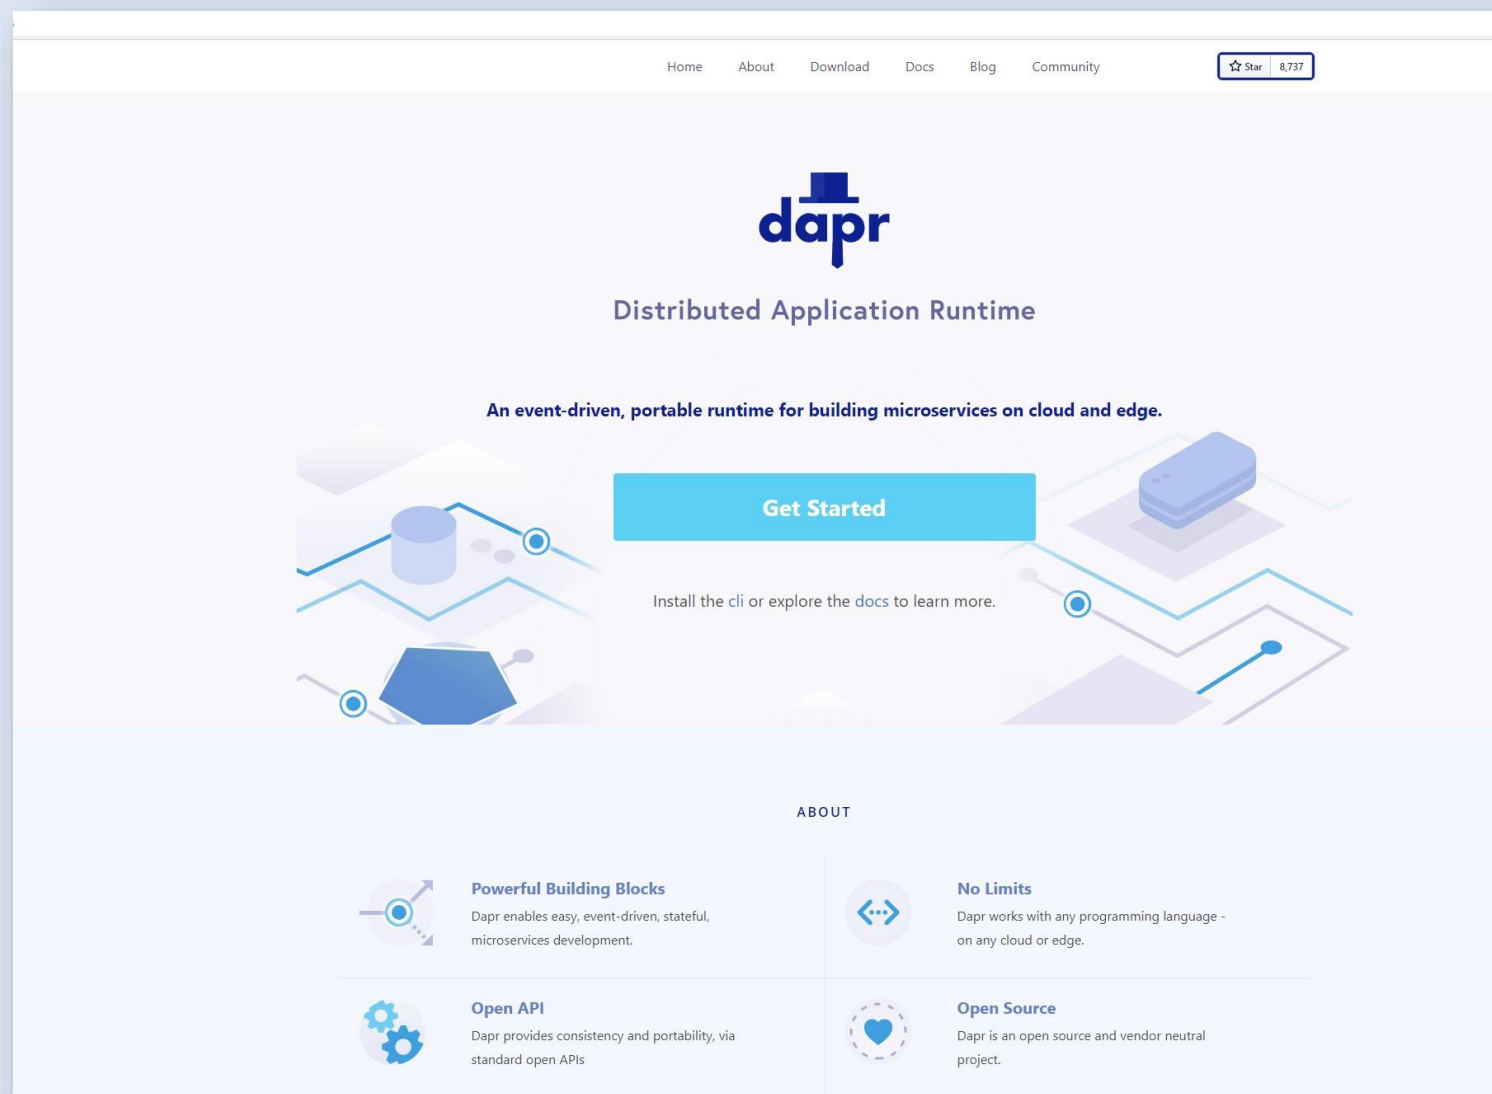 Home About Download Docs Blog Community Star 8,737
dapr
Distributed Application Runtime
An event-driven, portable runtime for building microservices on cloud and edge.
Get Started
Install the cli or explore the docs to learn more.
ABOUT
Powerful Building Blocks
Dapr enables easy, event-driven, stateful,
microservices development.
No Limits
Dapr works with any programming language -
on any cloud or edge.
Open API
Dapr provides consistency and portability, via
standard open APIs
Open Source
Dapr is an open source and vendor neutral
project.